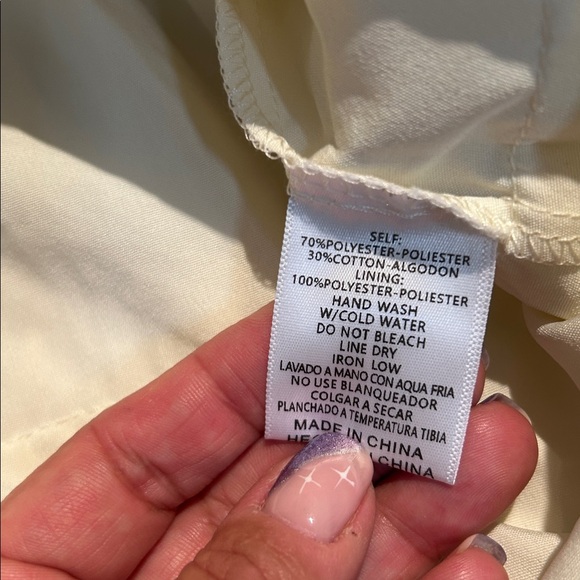 SELF:
70%POLYESTER-POLIESTER
30%COTTON-ALGODON
LINING:
100%POLYESTER-POLIESTER
HAND WASH
W/COLD WATER
DO NOT BLEACH
LINE DRY
IRON LOW
LAVADO A MANO CON AQUA FRIA
NO USE BLANQUEADOR
COLGAR A SECAR
PLANCHADO A TEMPERATURA TIBIA
MADE IN CHINA
CHINA